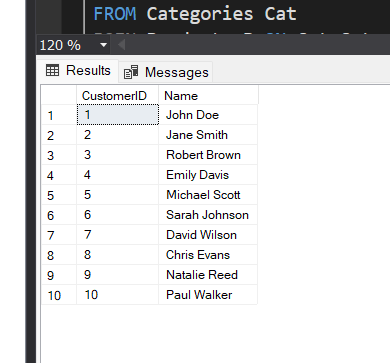 FROM Categories Cat
120 %
Results Messages
CustomerID Name
1 1 John Doe
2 2 Jane Smith
3 3 Robert Brown
4 4 Emily Davis
5 5 Michael Scott
6 6 Sarah Johnson
7 7 David Wilson
8 8 Chris Evans
9 9 Natalie Reed
10 10 Paul Walker